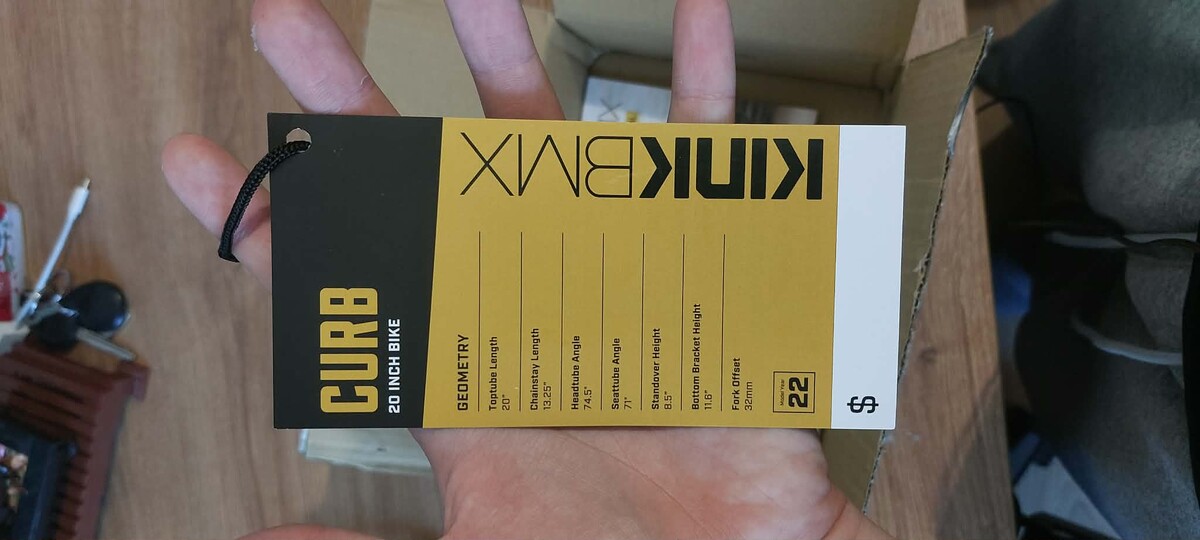 CURB
20 INCH BIKE
GEOMETRY
Toptube Length
20"
Chainstay Length
13.25"
Headtube Angle
74.5°
Seattube Angle
71°
Standover Height
8.5"
Bottom Bracket Height
11.6"
Fork Offset
32mm
Model Year
22
KINKBMX
$